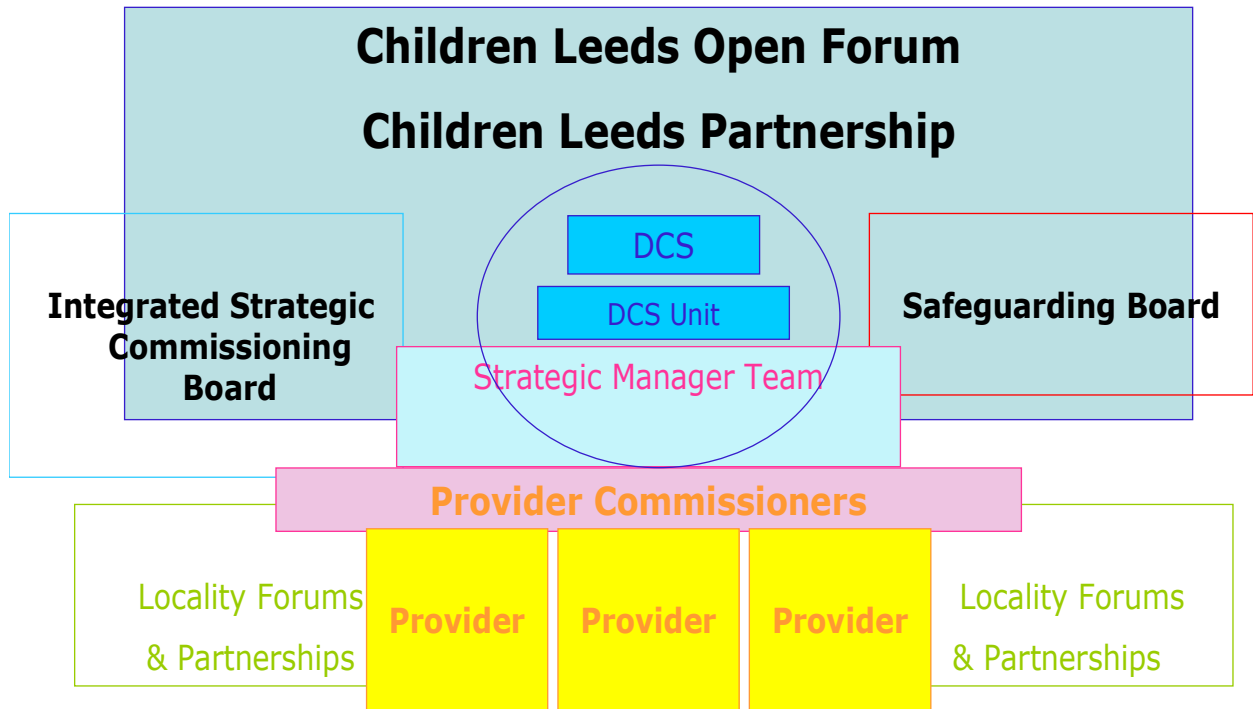 Children Leeds Open Forum
Children Leeds Partnership
DCS
DCS Unit
Integrated Strategic
Commissioning
Board
Safeguarding Board
Strategic Manager Team
Provider Commissioners
Locality Forums
& Partnerships
Provider
Provider
Provider
Locality Forums
& Partnerships